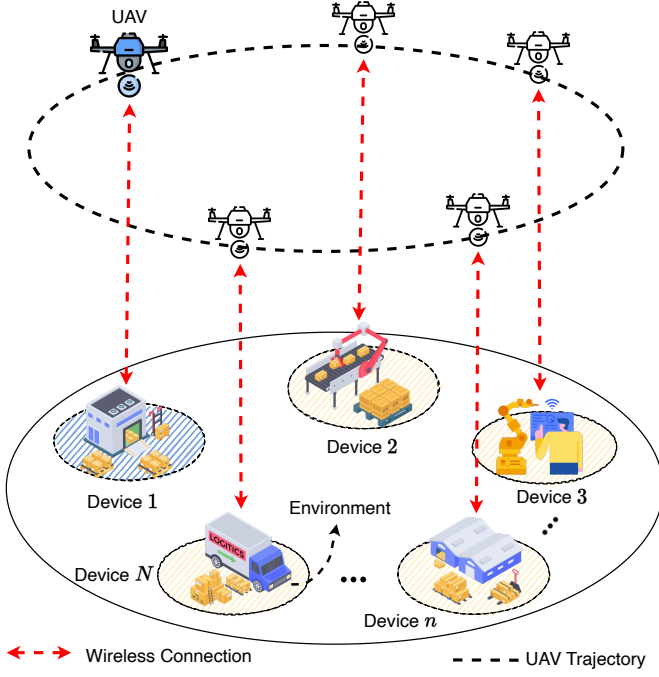 UAV
Device 2
Device 1
Device 3
Environment
LOGITICS
Device N
...
...
Device n
Wireless Connection
UAV Trajectory